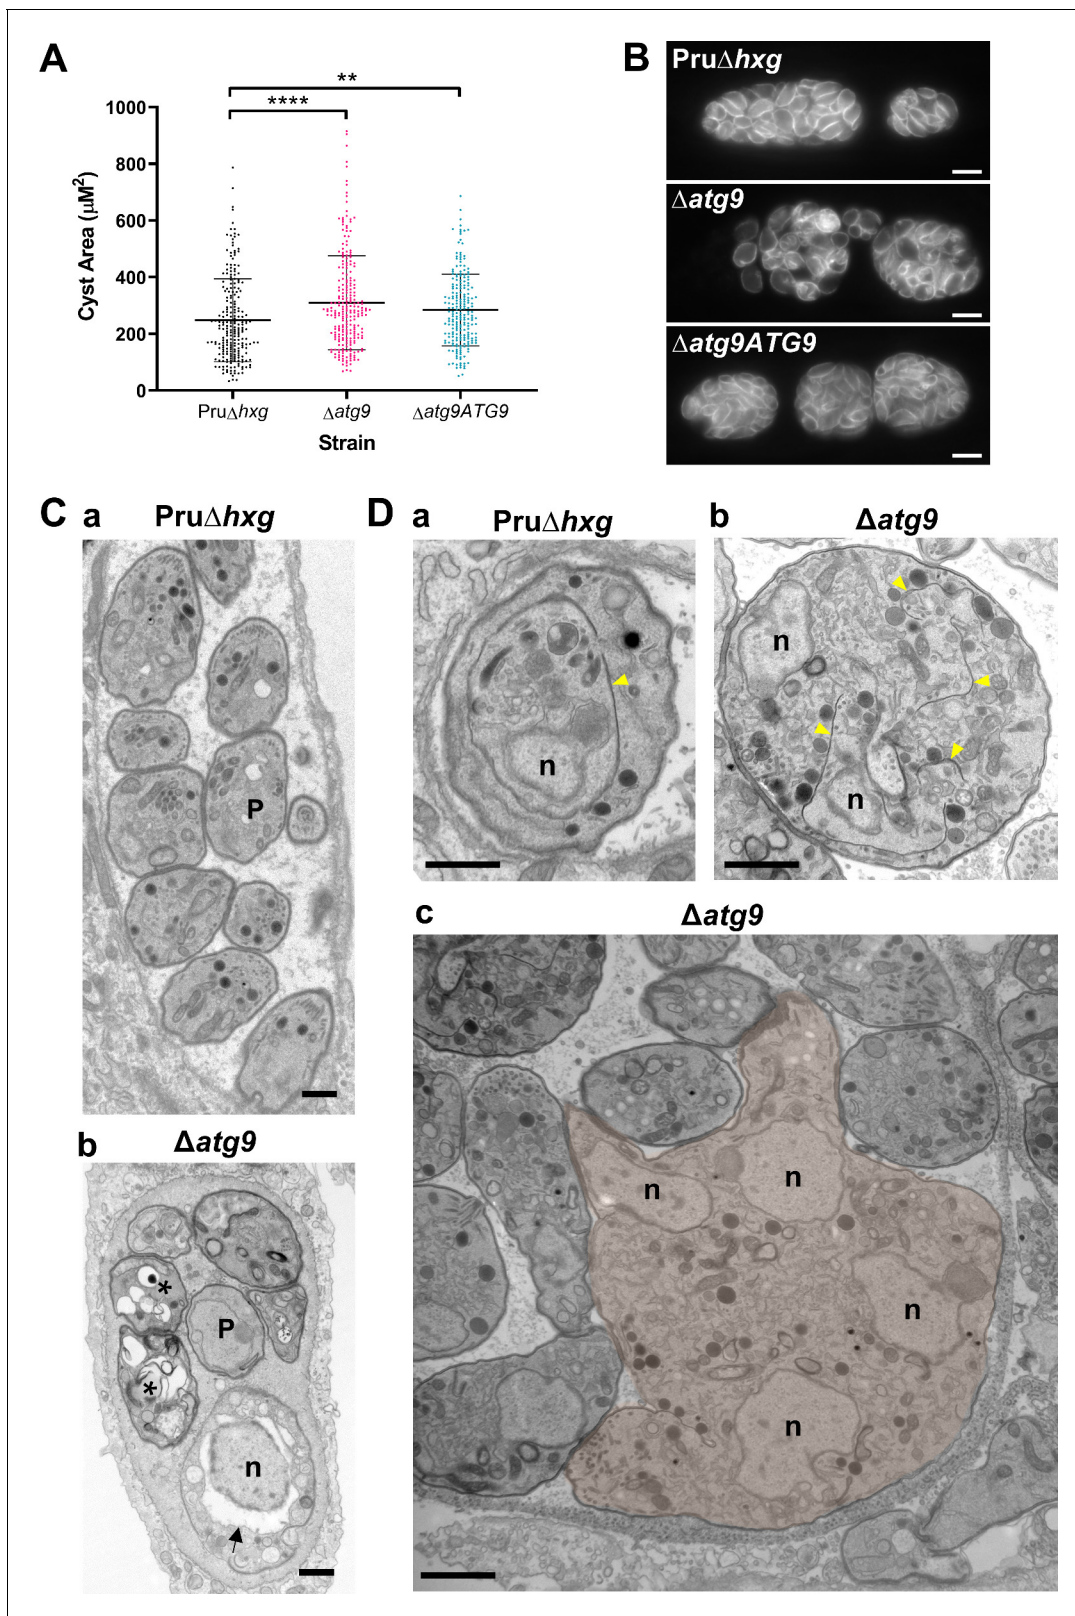 A
**
****
1000
800
600
400
200
0
Cyst Area (μM²)
PruΔhxg
Δatg9
Δatg9ATG9
Strain
B
PruΔhxg
Δatg9
Δatg9ATG9
C a PruΔhxg
P
b Δatg9
*
*
P
n
D a PruΔhxg
n
b Δatg9
n
n
c Δatg9
n
n
n
n